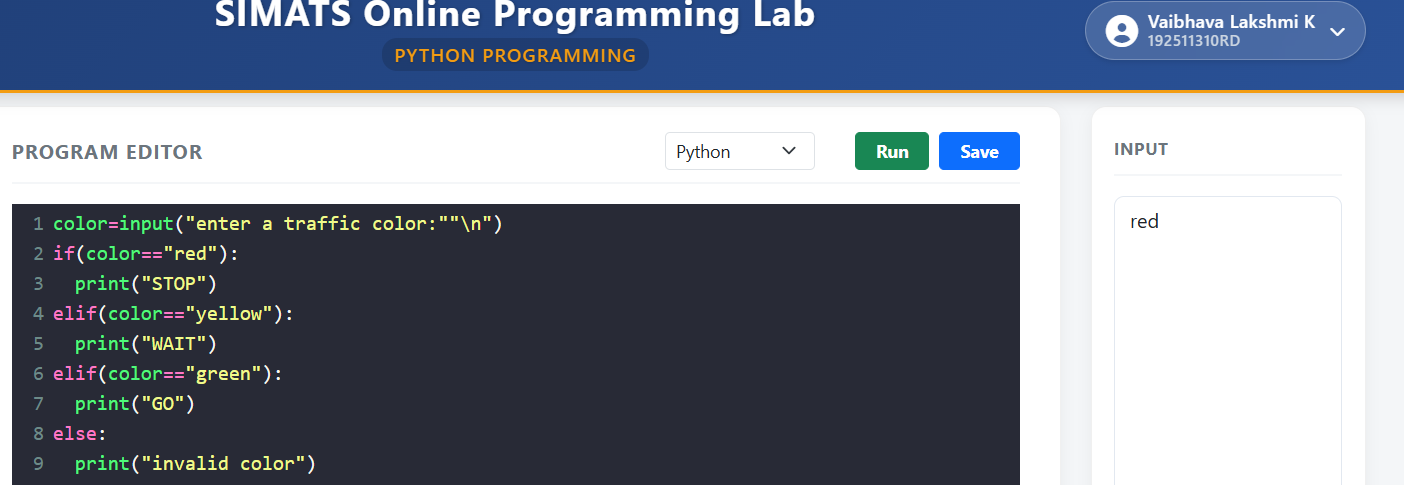 SIMATS Online Programming Lab
PYTHON PROGRAMMING
Vaibhava Lakshmi K
192511310RD
PROGRAM EDITOR
Python
Run
Save
1 color=input("enter a traffic color:""\n")
2 if(color=="red"):
3   print("STOP")
4 elif(color=="yellow"):
5   print("WAIT")
6 elif(color=="green"):
7   print("GO")
8 else:
9   print("invalid color")
INPUT
red